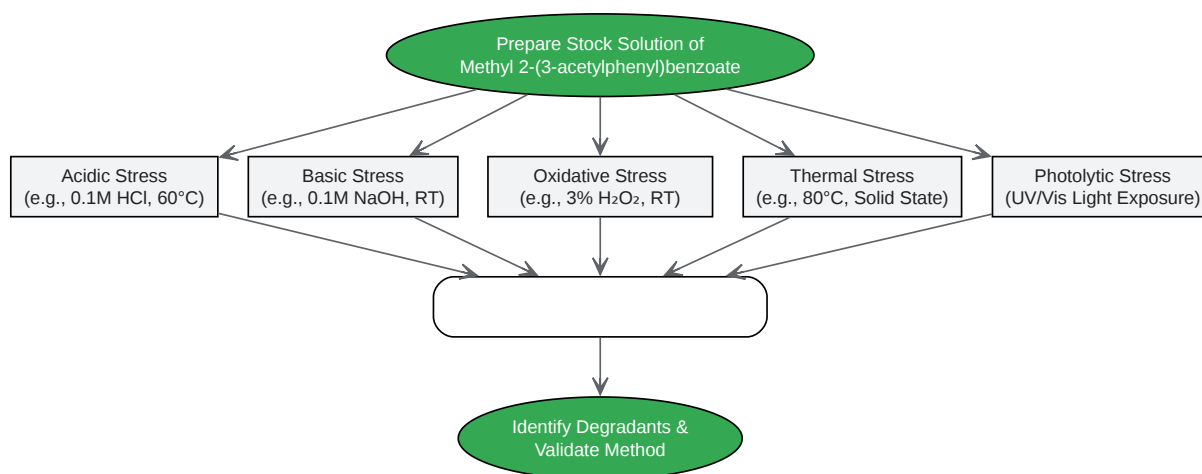 Prepare Stock Solution of
Methyl 2-(3-acetylphenyl)benzoate
Acidic Stress
(e.g., 0.1M HCl, 60°C)
Basic Stress
(e.g., 0.1M NaOH, RT)
Oxidative Stress
(e.g., 3% H₂O₂, RT)
Thermal Stress
(e.g., 80°C, Solid State)
Photolytic Stress
(UV/Vis Light Exposure)
Identify Degradants &
Validate Method